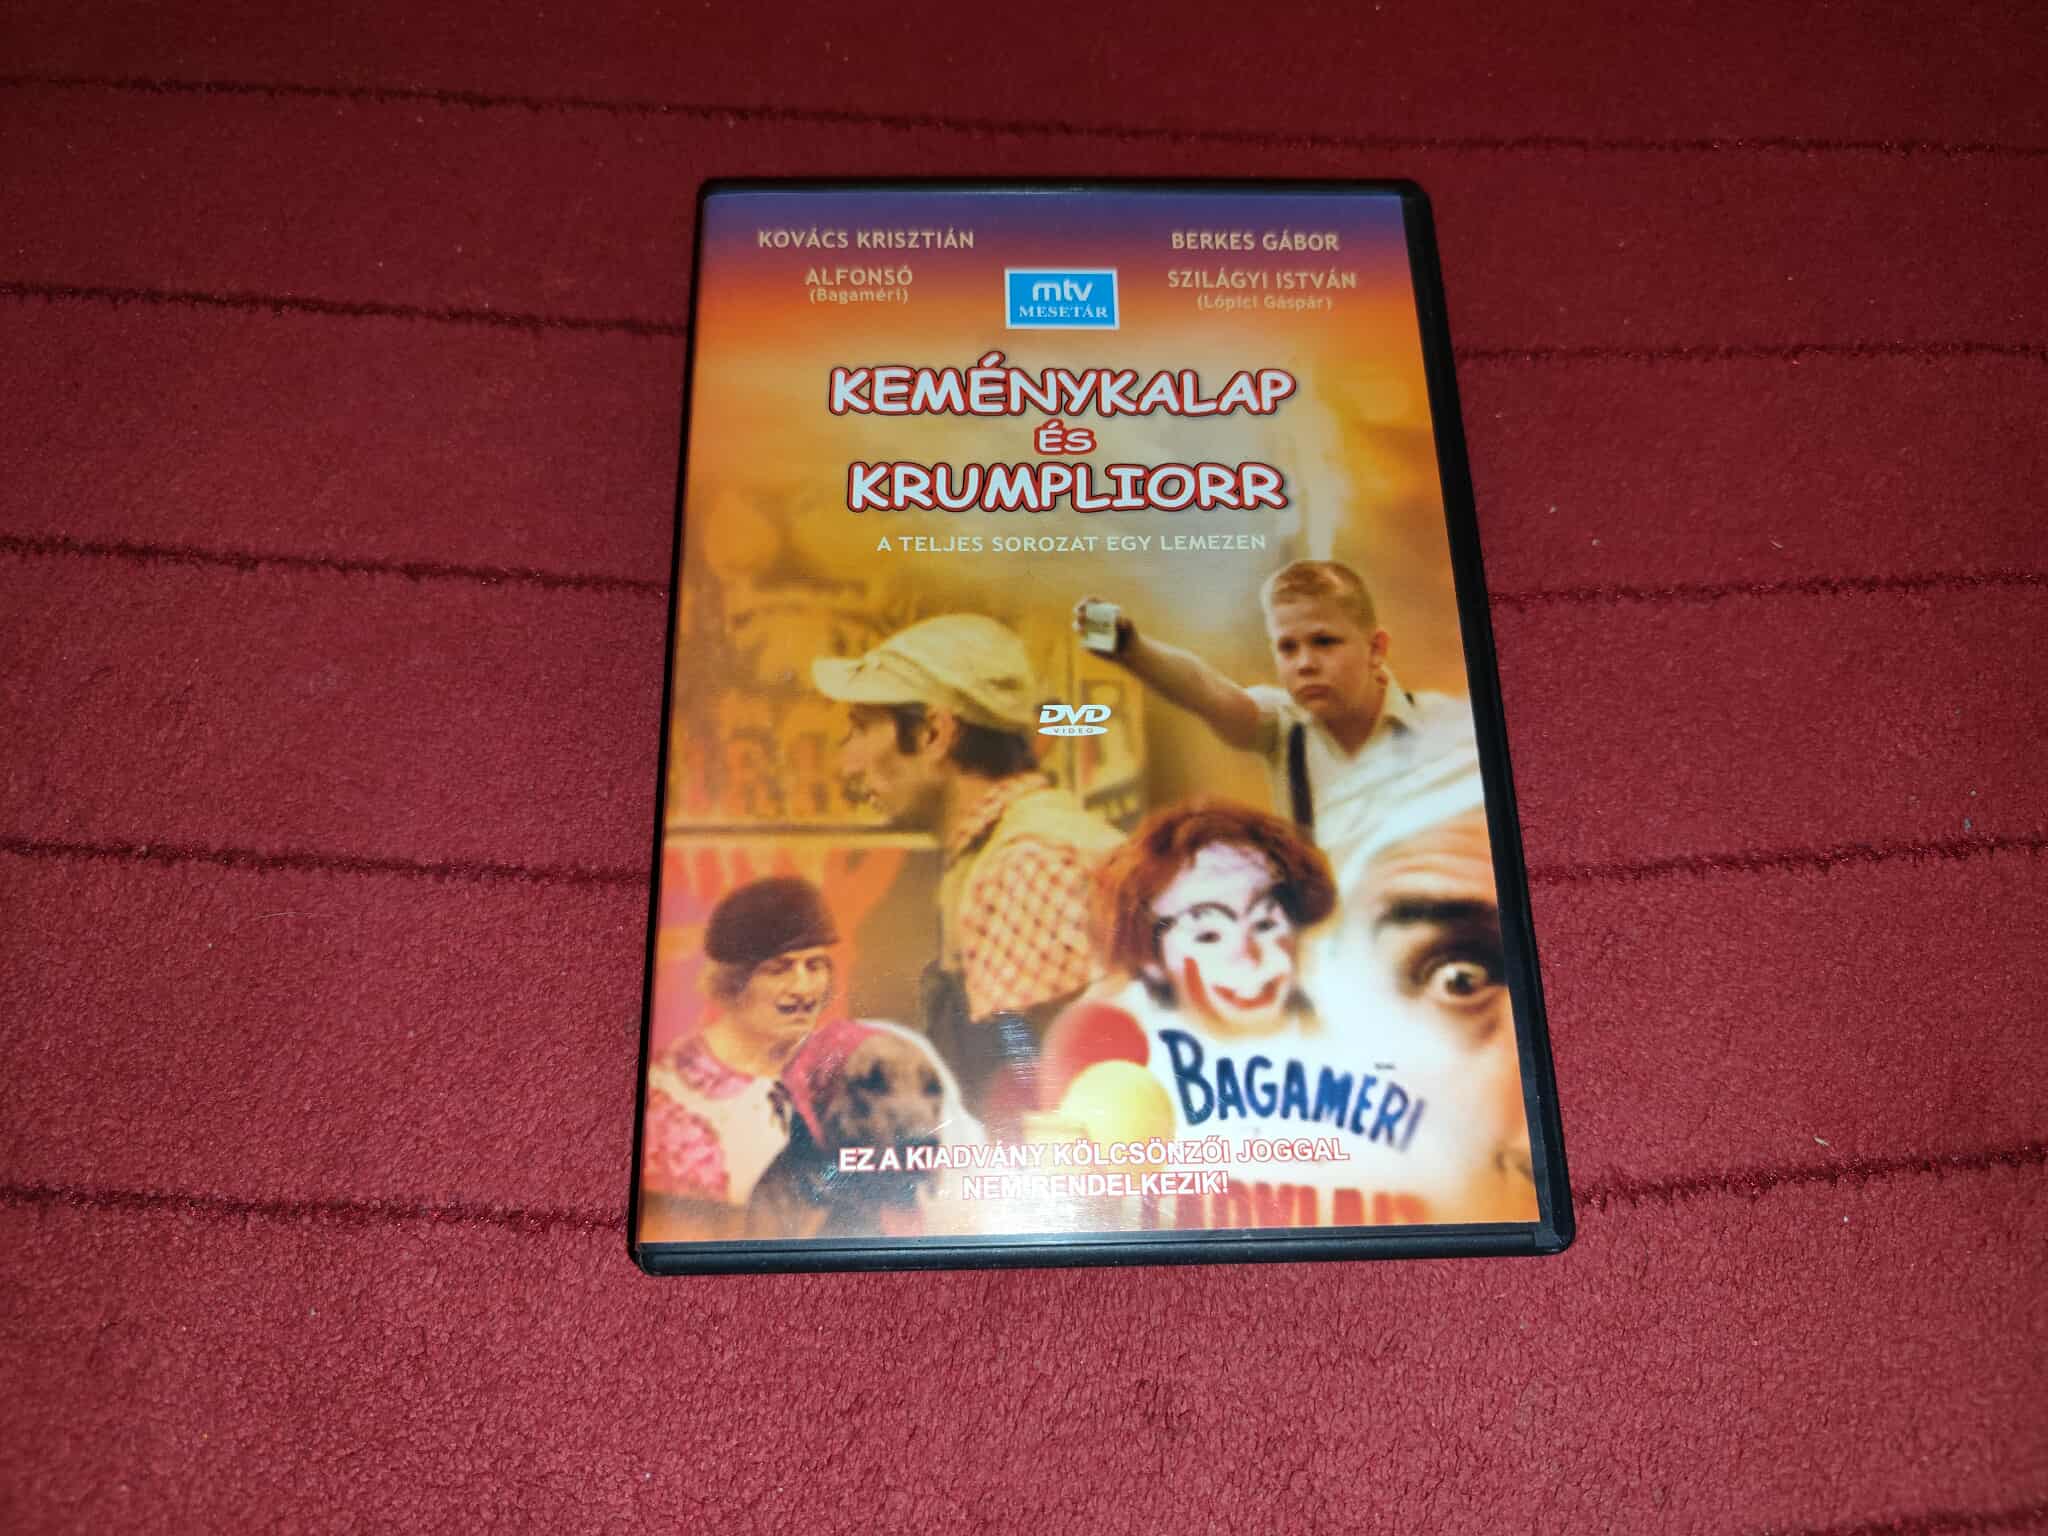 KOVÁCS KRISZTIÁN
BERKES GÁBOR
ALFONSÓ
(Bagaméri)
SZILÁGYI ISTVÁN
(Lópici Gáspár)
mtv
MESETÁR
KEMÉNYKALAP
ÉS
KRUMPLIORR
A TELJES SOROZAT EGY LEMEZEN
DVD
VIDEO
BAGAMÉRI
EZ A KIADVÁNY KÖLCSÖNZŐI JOGGAL
NEM RENDELKEZIK!